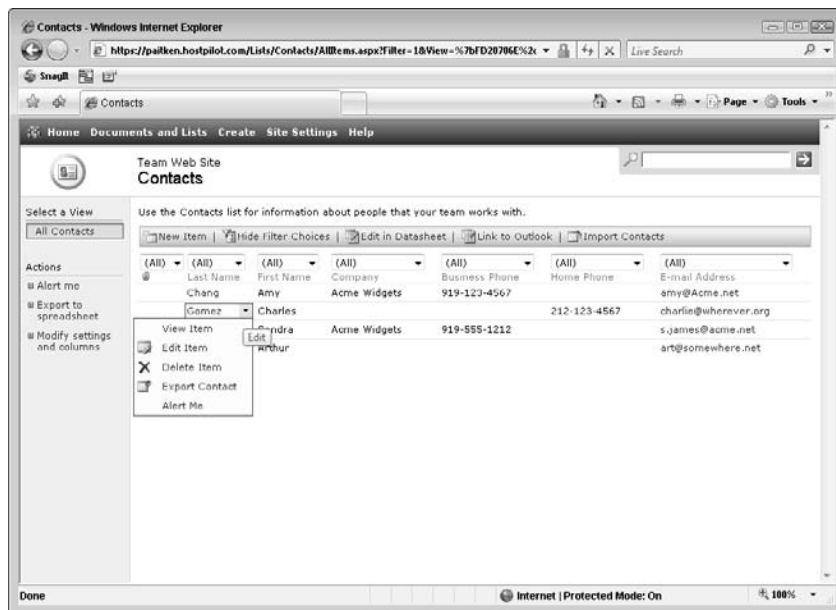 Contacts - Windows Internet Explorer
https://paitken.hostpilot.com/Lists/Contacts/AllItems.aspx?Filter=1&View=%7bFD20706E%2c
Live Search
SnagIt
Contacts
Page Tools
Home Documents and Lists Create Site Settings Help
Team Web Site
Contacts
Select a View
All Contacts
Actions
Alert me
Export to
spreadsheet
Modify settings
and columns
Use the Contacts list for information about people that your team works with.
New Item | Hide Filter Choices | Edit in Datasheet | Link to Outlook | Import Contacts
(All) (All) (All) (All) (All) (All) (All)
Last Name First Name Company Business Phone Home Phone E-mail Address
Chang Amy Acme Widgets 919-123-4567 amy@Acme.net
Gomez Charles 212-123-4567 charlie@wherever.org
Acme Widgets 919-555-1212 s.james@acme.net
Arthur art@somewhere.net
View Item
Edit
Edit Item
Delete Item
Export Contact
Alert Me
Done Internet | Protected Mode: On 100%